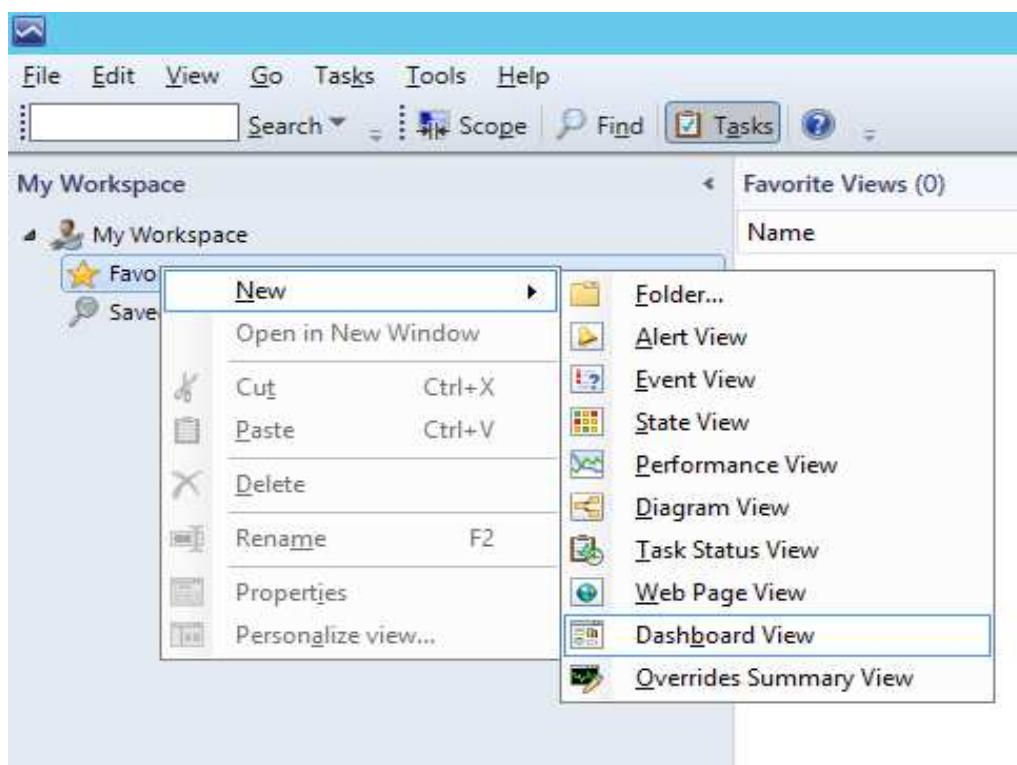 File Edit View Go Tasks Tools Help
Search Scope Find Tasks
My Workspace
Favorite Views (0)
My Workspace
Name
Favo
Save
New
Open in New Window
Cut Ctrl+X
Paste Ctrl+V
Delete
Rename F2
Properties
Personalize view...
Folder...
Alert View
Event View
State View
Performance View
Diagram View
Task Status View
Web Page View
Dashboard View
Overrides Summary View